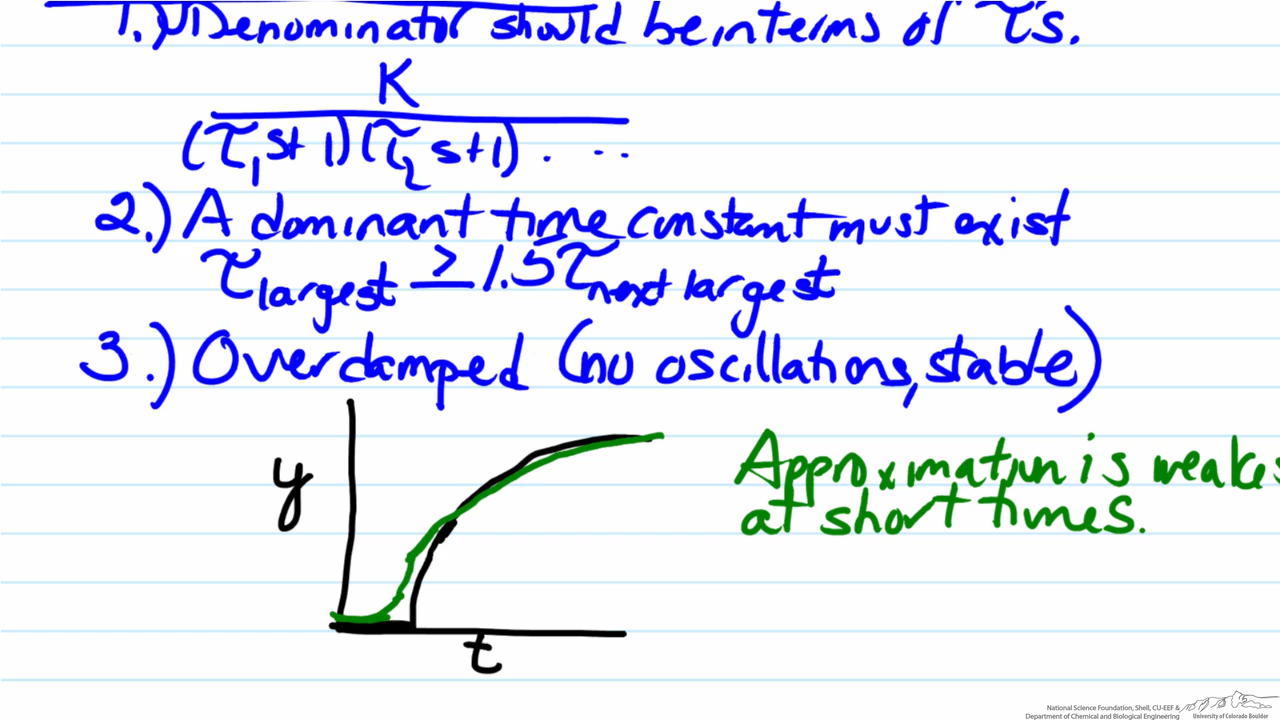 1.) Denominator should be in terms of τ's.
K
(τ₁s+1)(τ₂s+1)...
2.) A dominant time constant must exist
τlargest ≥ 1.5τnext largest
3.) Overdamped (no oscillations, stable)
y
t
Approximation is weakes
at short times.
National Science Foundation, Shell, CU-EEF &
Department of Chemical and Biological Engineering
University of Colorado Boulder